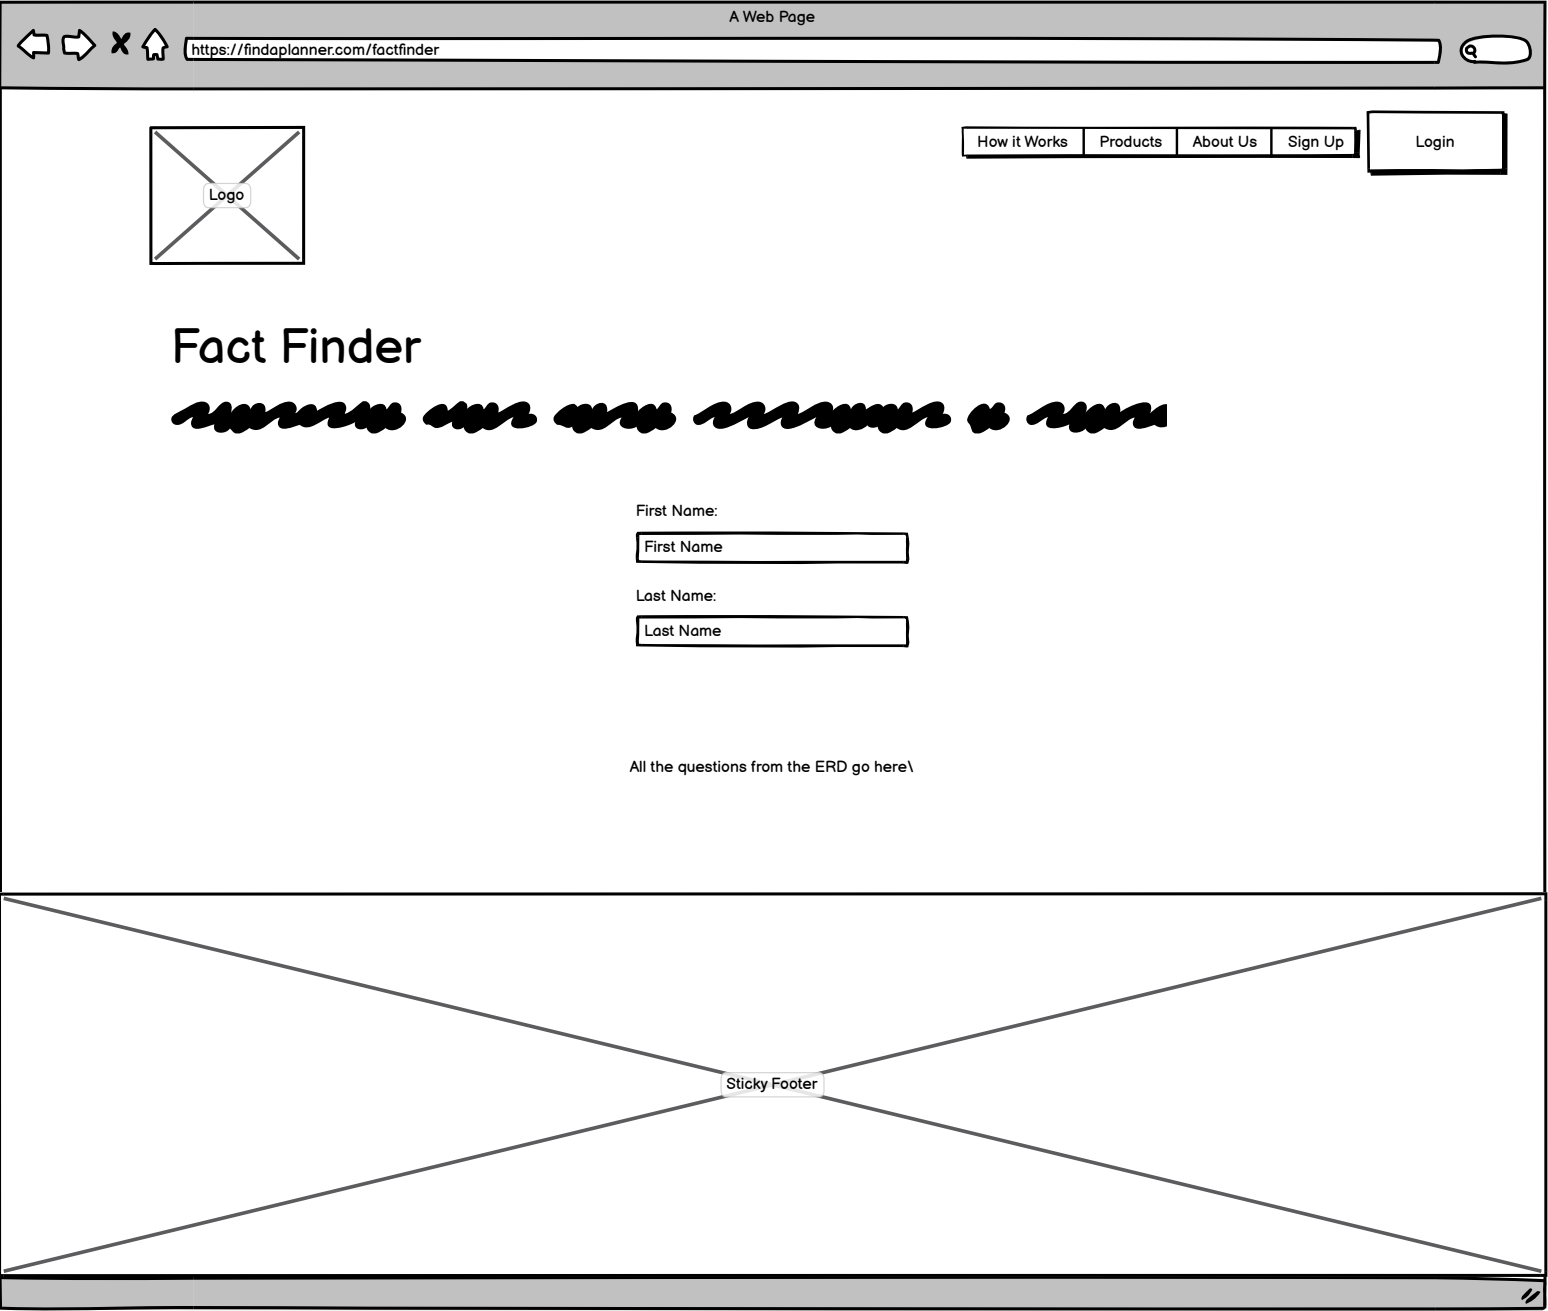 A Web Page
https://findaplanner.com/factfinder
How it Works Products About Us Sign Up Login
Logo
Fact Finder
First Name:
First Name
Last Name:
Last Name
All the questions from the ERD go here\
Sticky Footer